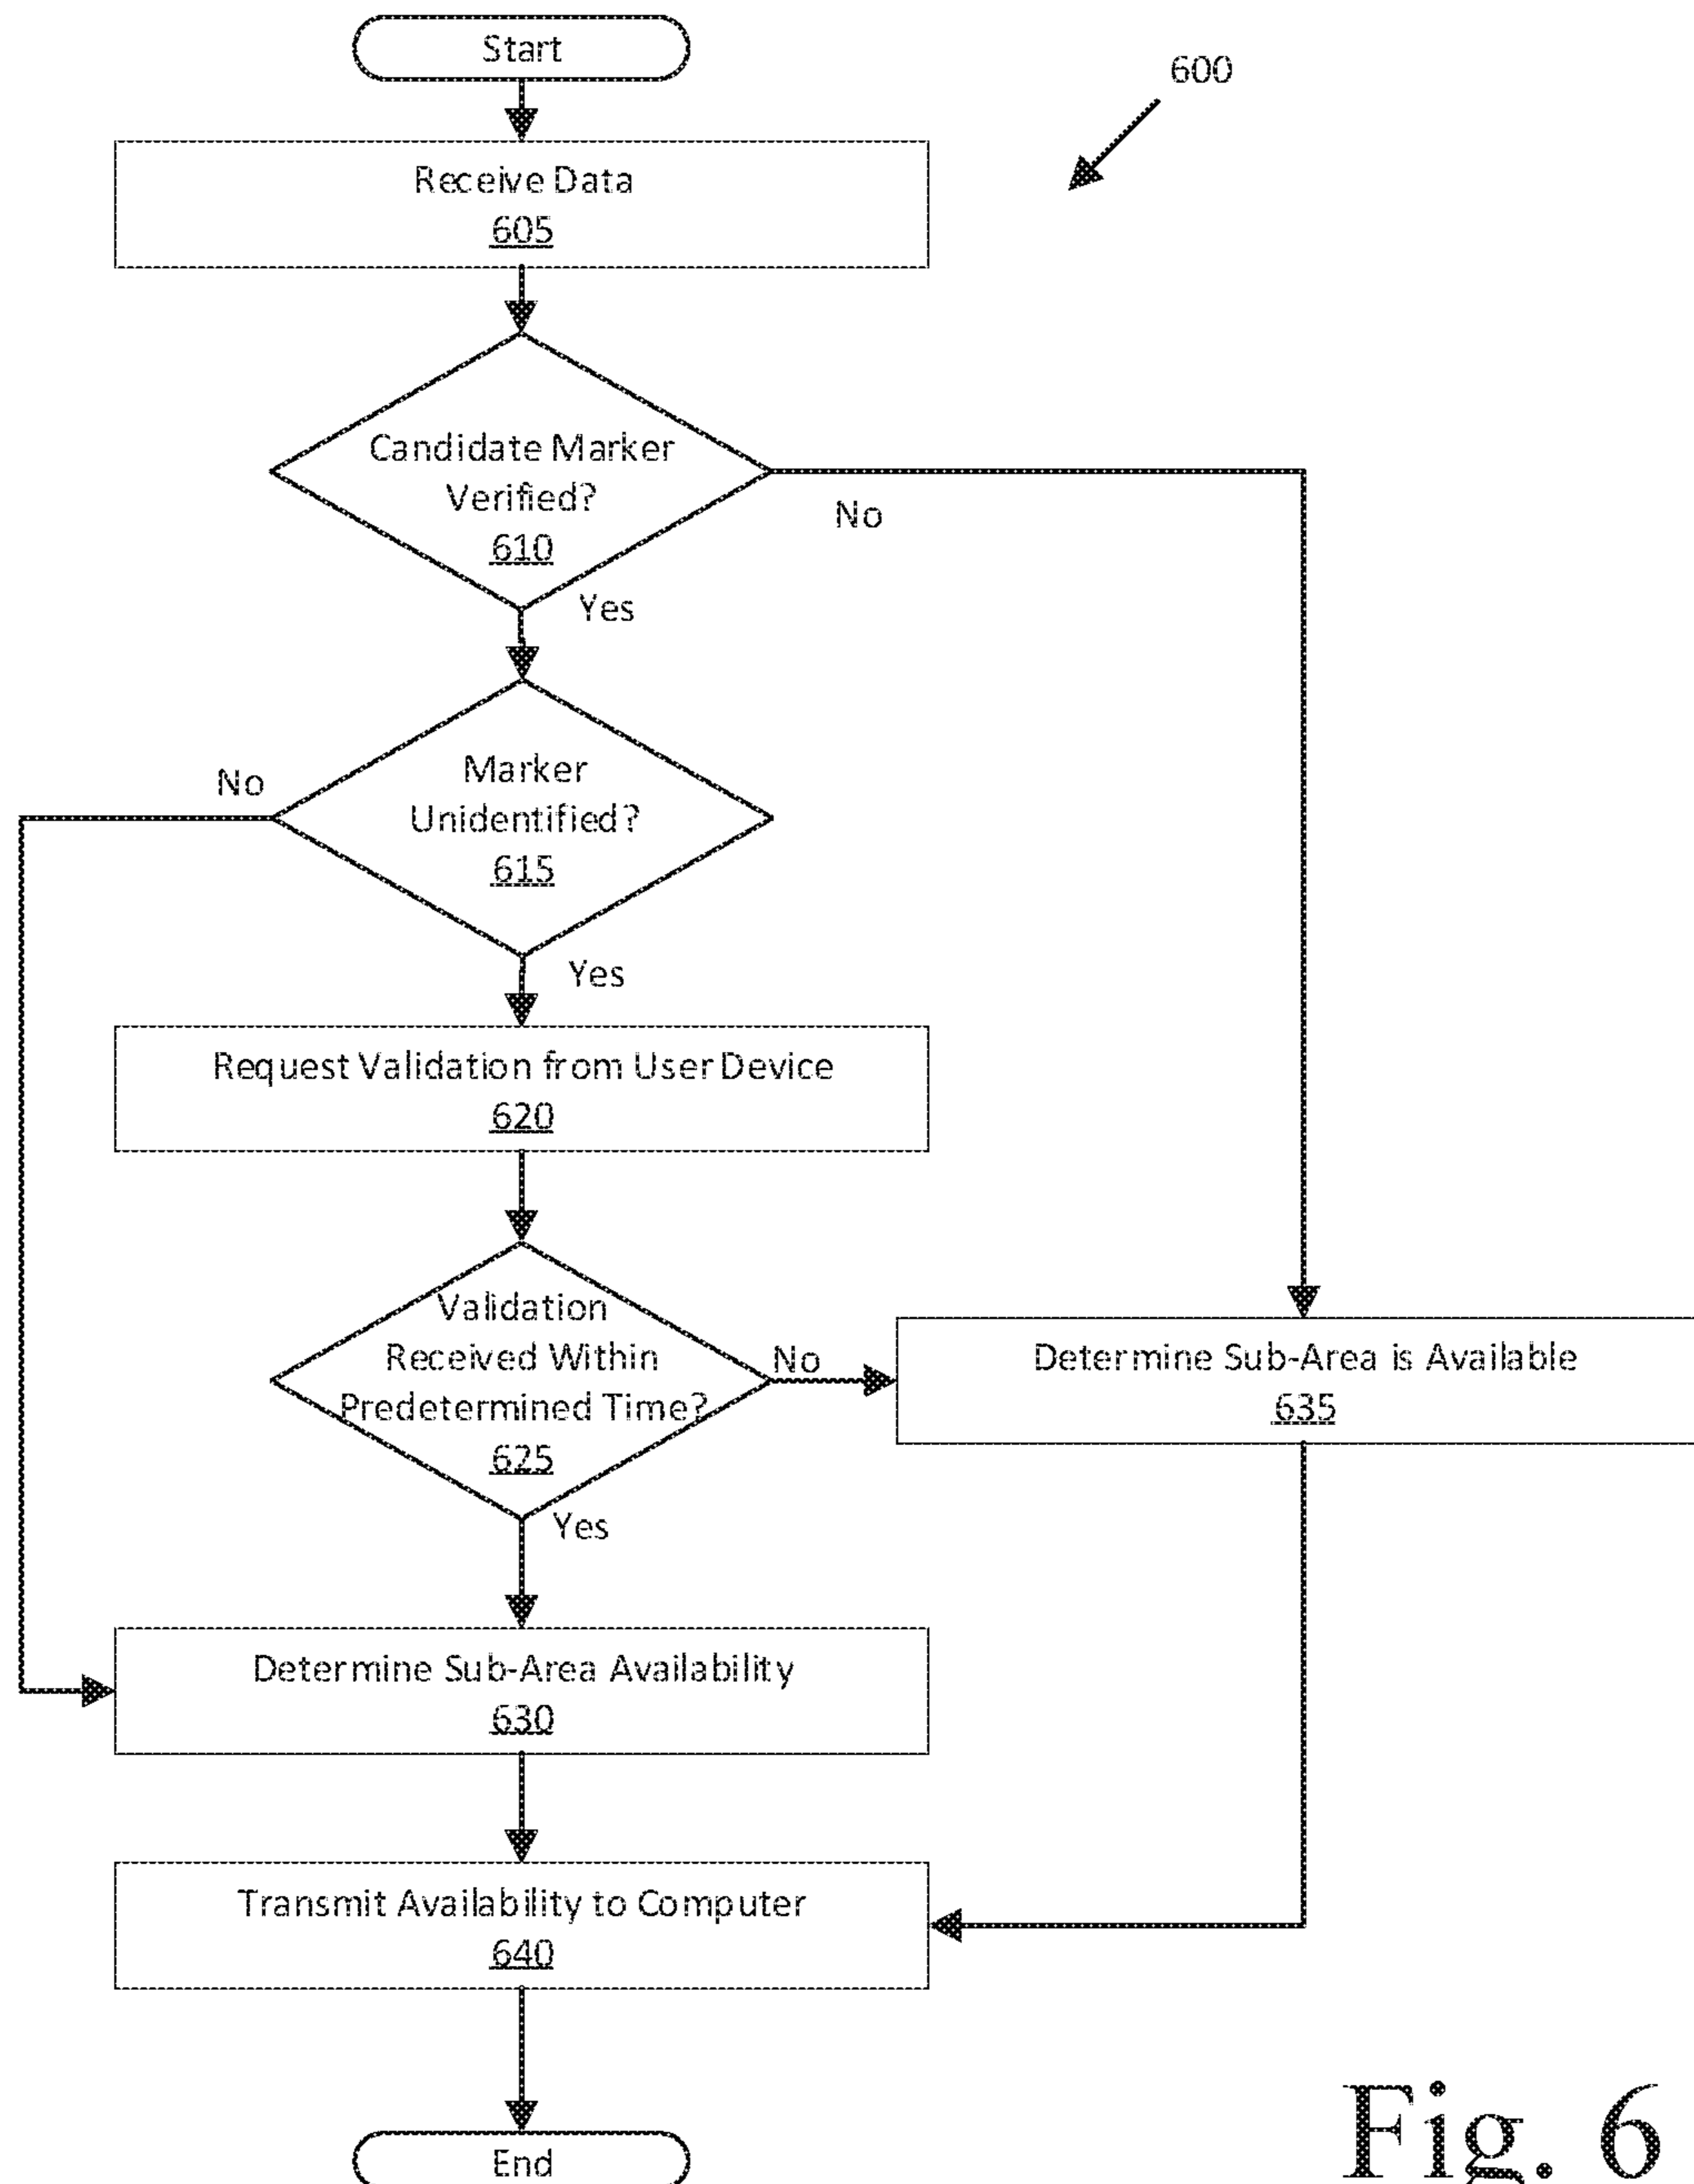 Start
600
Receive Data
605
Candidate Marker
Verified?
610
No
Yes
Marker
Unidentified?
615
No
Yes
Request Validation from User Device
620
Validation
Received Within
Predetermined Time?
625
No
Yes
Determine Sub-Area is Available
635
Determine Sub-Area Availability
630
Transmit Availability to Computer
640
End
Fig. 6